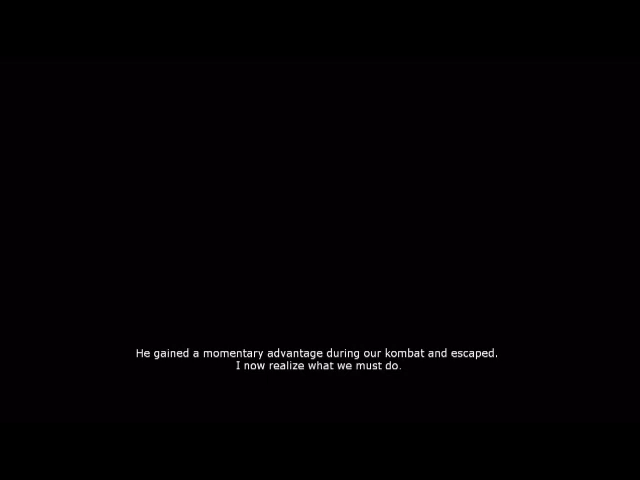 He gained a momentary advantage during our kombat and escaped.
I now realize what we must do.